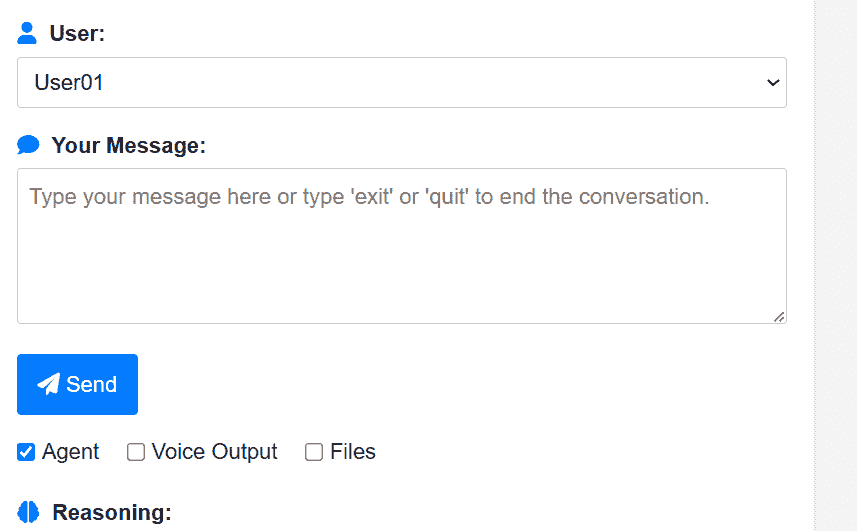 User:
User01
Your Message:
Type your message here or type 'exit' or 'quit' to end the conversation.
Send
Agent Voice Output Files
Reasoning: